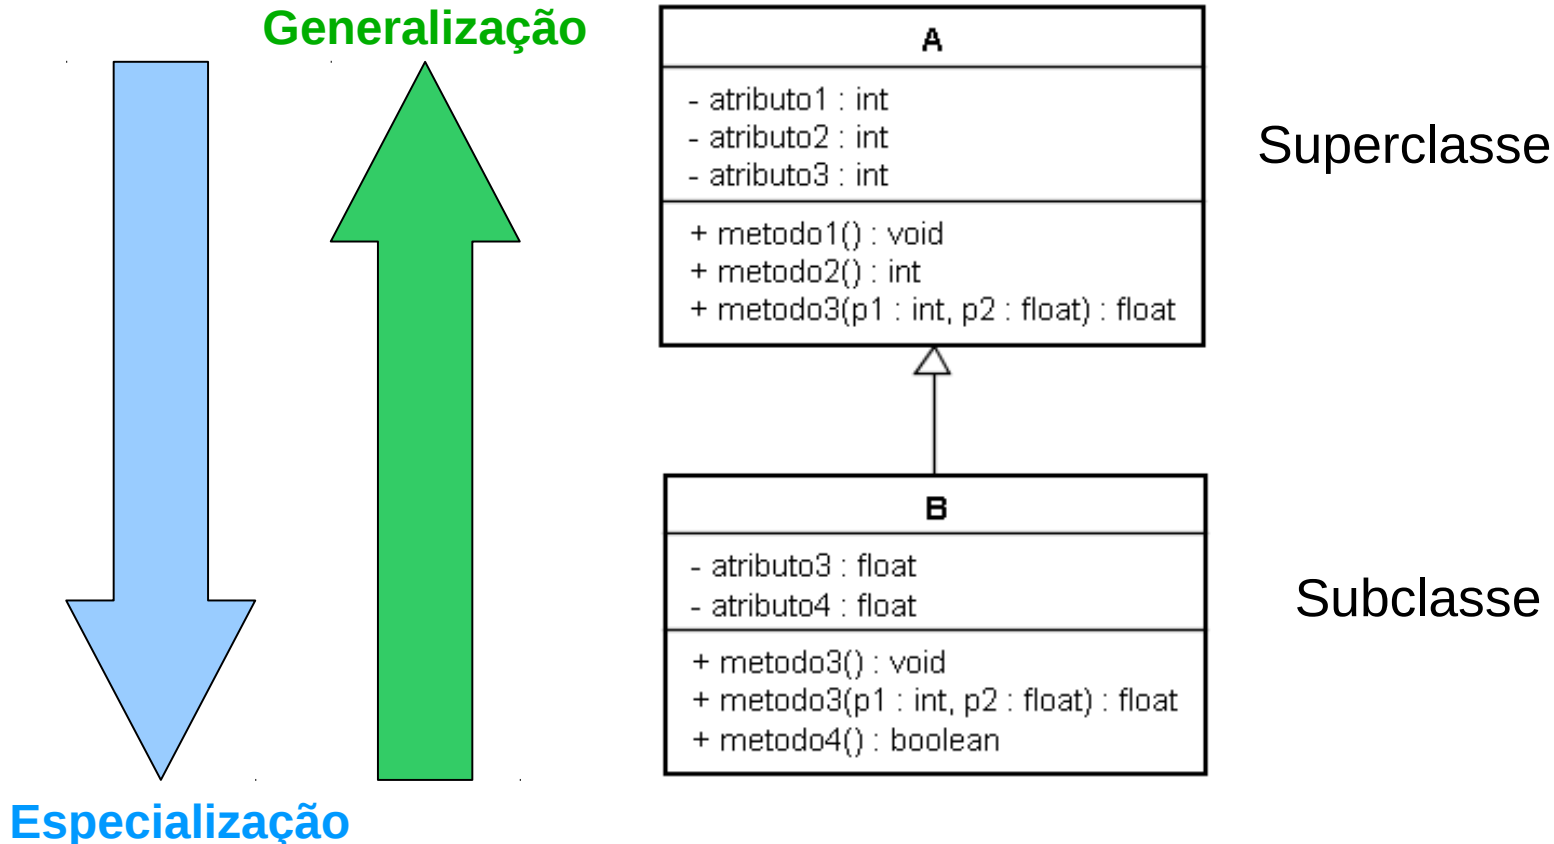 Generalização
A
- atributo1 : int
- atributo2 : int
- atributo3 : int
+ metodo1() : void
+ metodo2() : int
+ metodo3(p1 : int, p2 : float) : float
Superclasse
B
- atributo3 : float
- atributo4 : float
+ metodo3() : void
+ metodo3(p1 : int, p2 : float) : float
+ metodo4() : boolean
Subclasse
Especialização